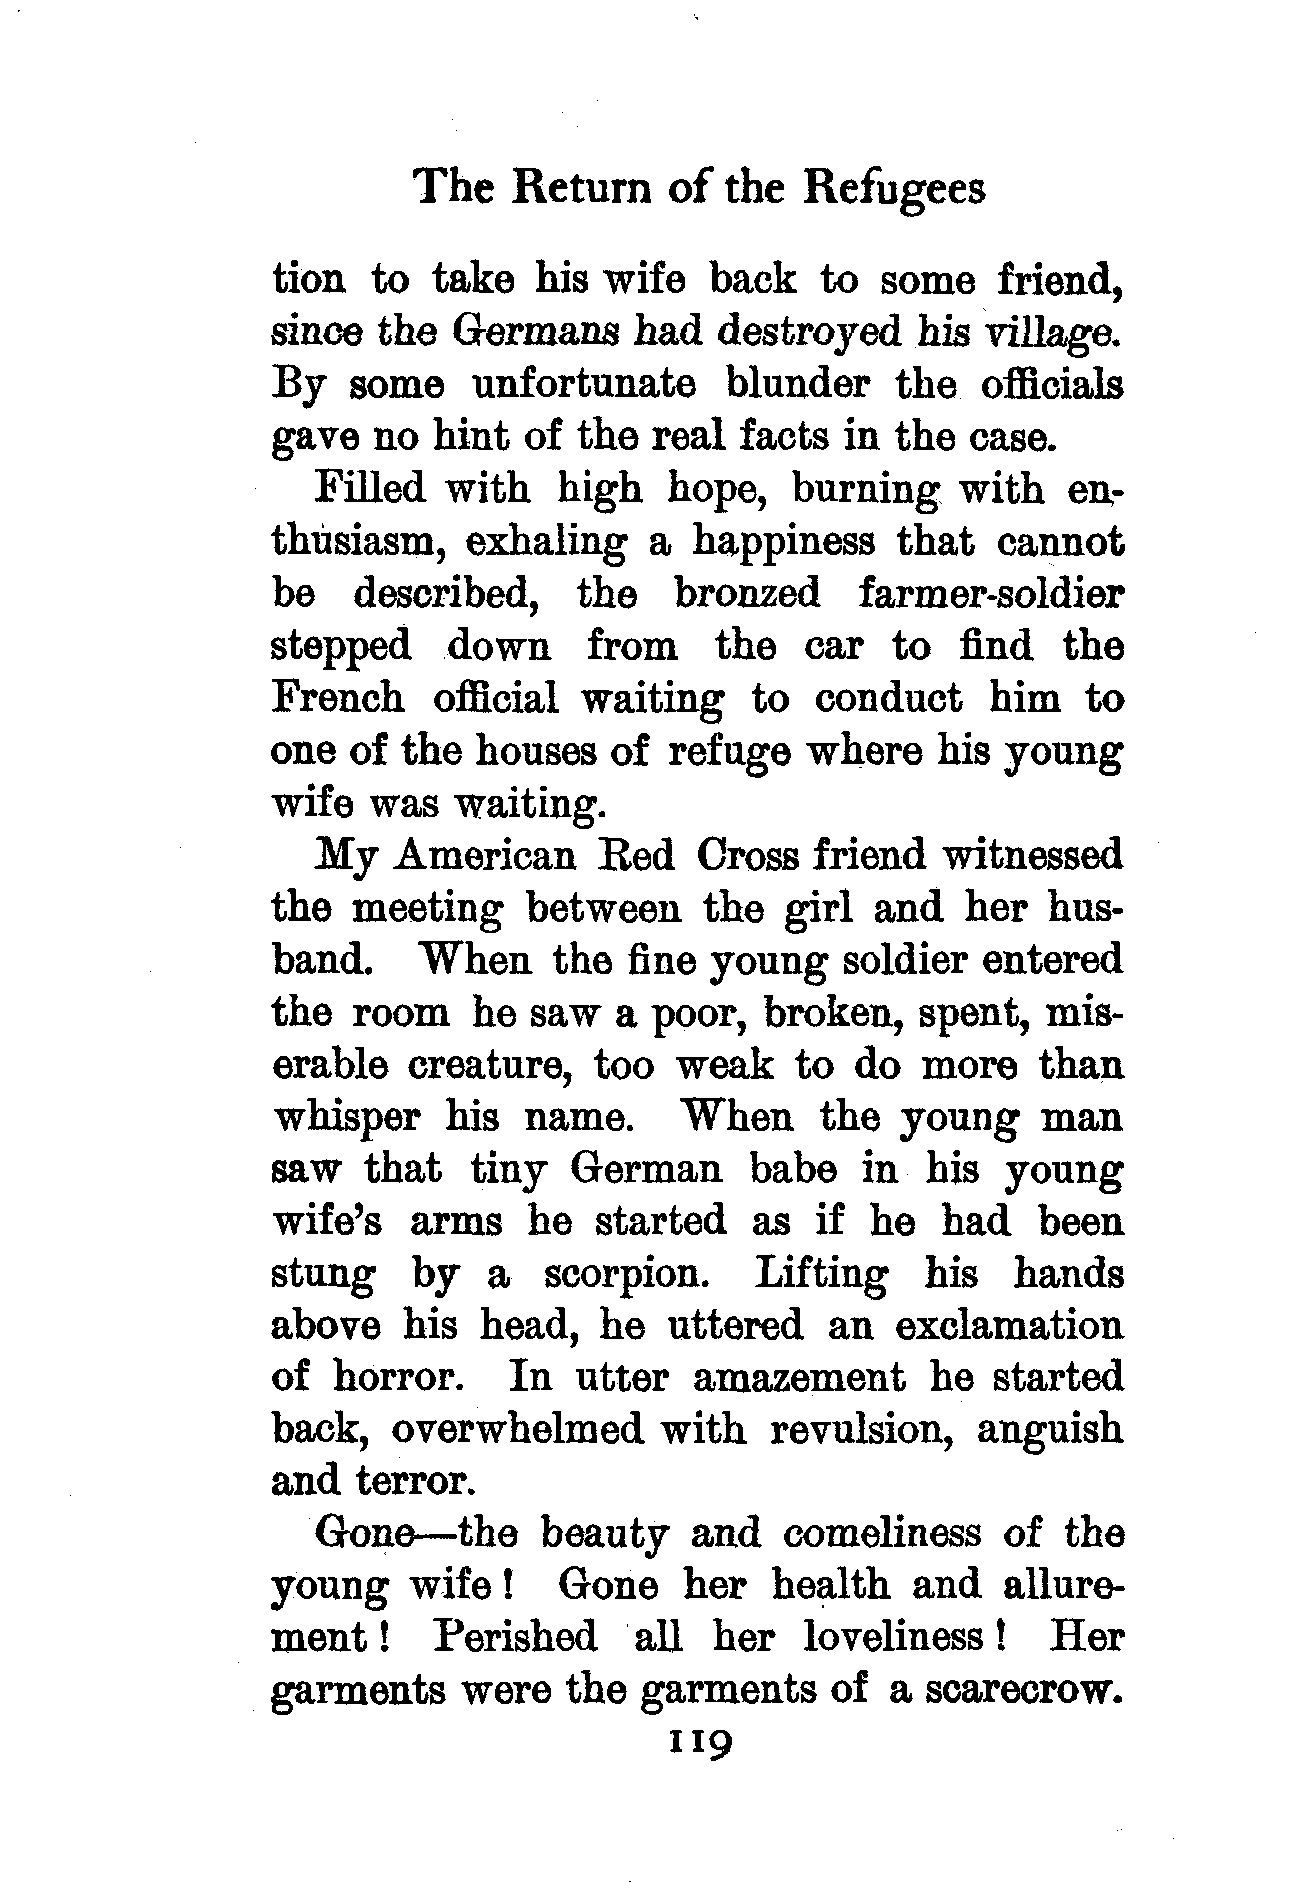 The Return of the Refugees
tion to take his wife back to some friend,
since the Germans had destroyed his village.
By some unfortunate blunder the officials
gave no hint of the real facts in the case.
Filled with high hope, burning with en-
thusiasm, exhaling a happiness that cannot
be described, the bronzed farmer-soldier
stepped down from the car to find the
French official waiting to conduct him to
one of the houses of refuge where his young
wife was waiting.
My American Red Cross friend witnessed
the meeting between the girl and her hus-
band. When the fine young soldier entered
the room he saw a poor, broken, spent, mis-
erable creature, too weak to do more than
whisper his name. When the young man
saw that tiny German babe in his young
wife's arms he started as if he had been
stung by a scorpion. Lifting his hands
above his head, he uttered an exclamation
of horror. In utter amazement he started
back, overwhelmed with revulsion, anguish
and terror.
Gone—the beauty and comeliness of the
young wife! Gone her health and allure-
ment! Perished all her loveliness! Her
garments were the garments of a scarecrow.
119